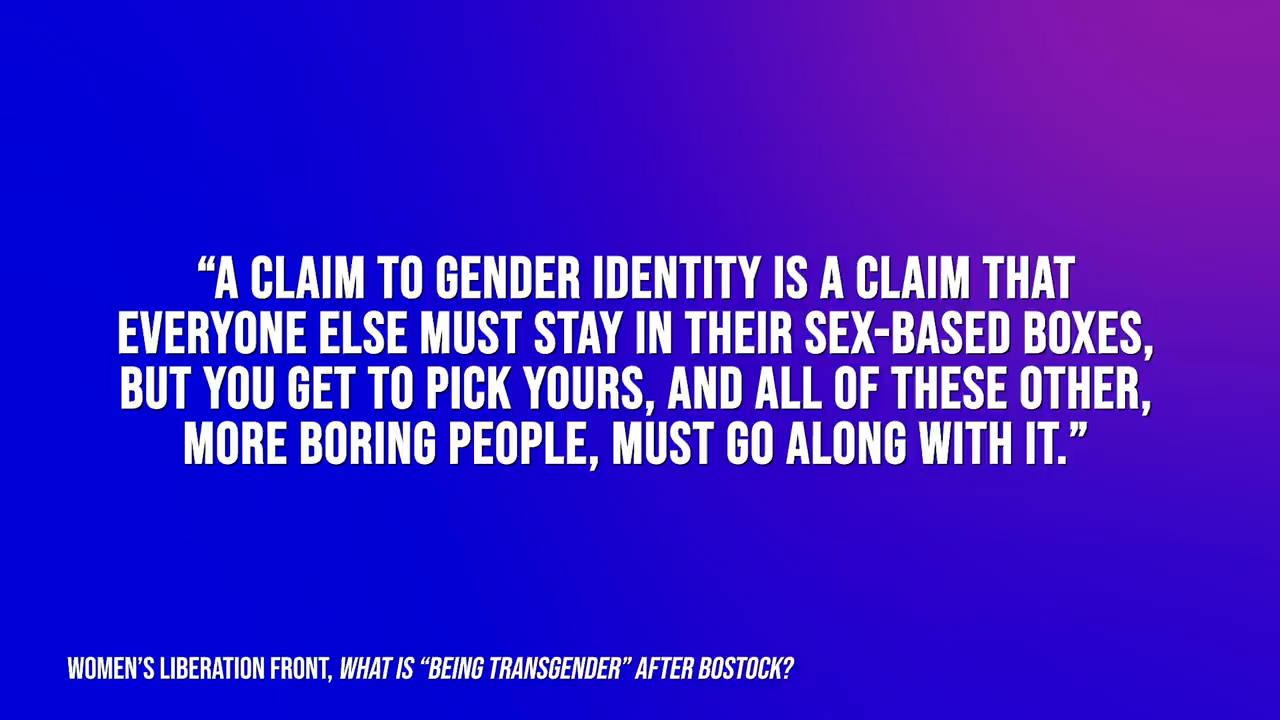 “A CLAIM TO GENDER IDENTITY IS A CLAIM THAT
EVERYONE ELSE MUST STAY IN THEIR SEX-BASED BOXES,
BUT YOU GET TO PICK YOURS, AND ALL OF THESE OTHER,
MORE BORING PEOPLE, MUST GO ALONG WITH IT.”
WOMEN’S LIBERATION FRONT, WHAT IS “BEING TRANSGENDER” AFTER BOSTOCK?